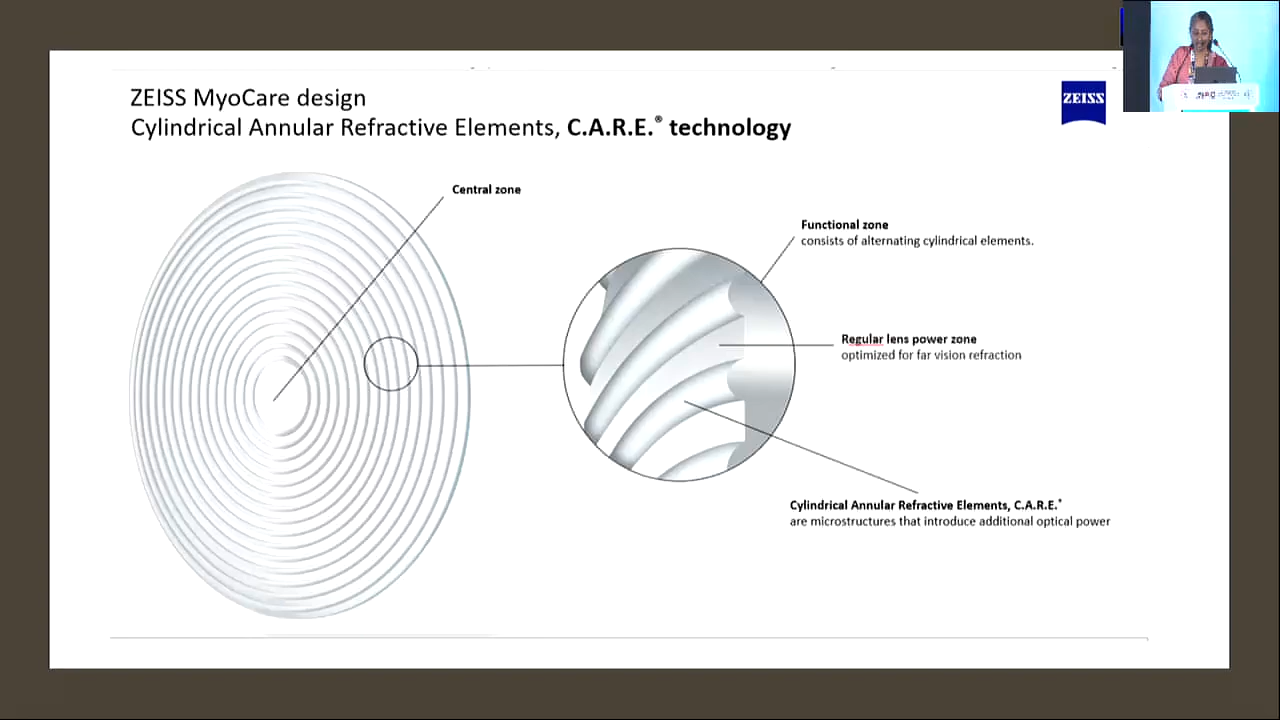 ZEISS MyoCare design
Cylindrical Annular Refractive Elements, C.A.R.E.® technology
ZEISS
Central zone
Functional zone
consists of alternating cylindrical elements.
Regular lens power zone
optimized for far vision refraction
Cylindrical Annular Refractive Elements, C.A.R.E.®
are microstructures that introduce additional optical power